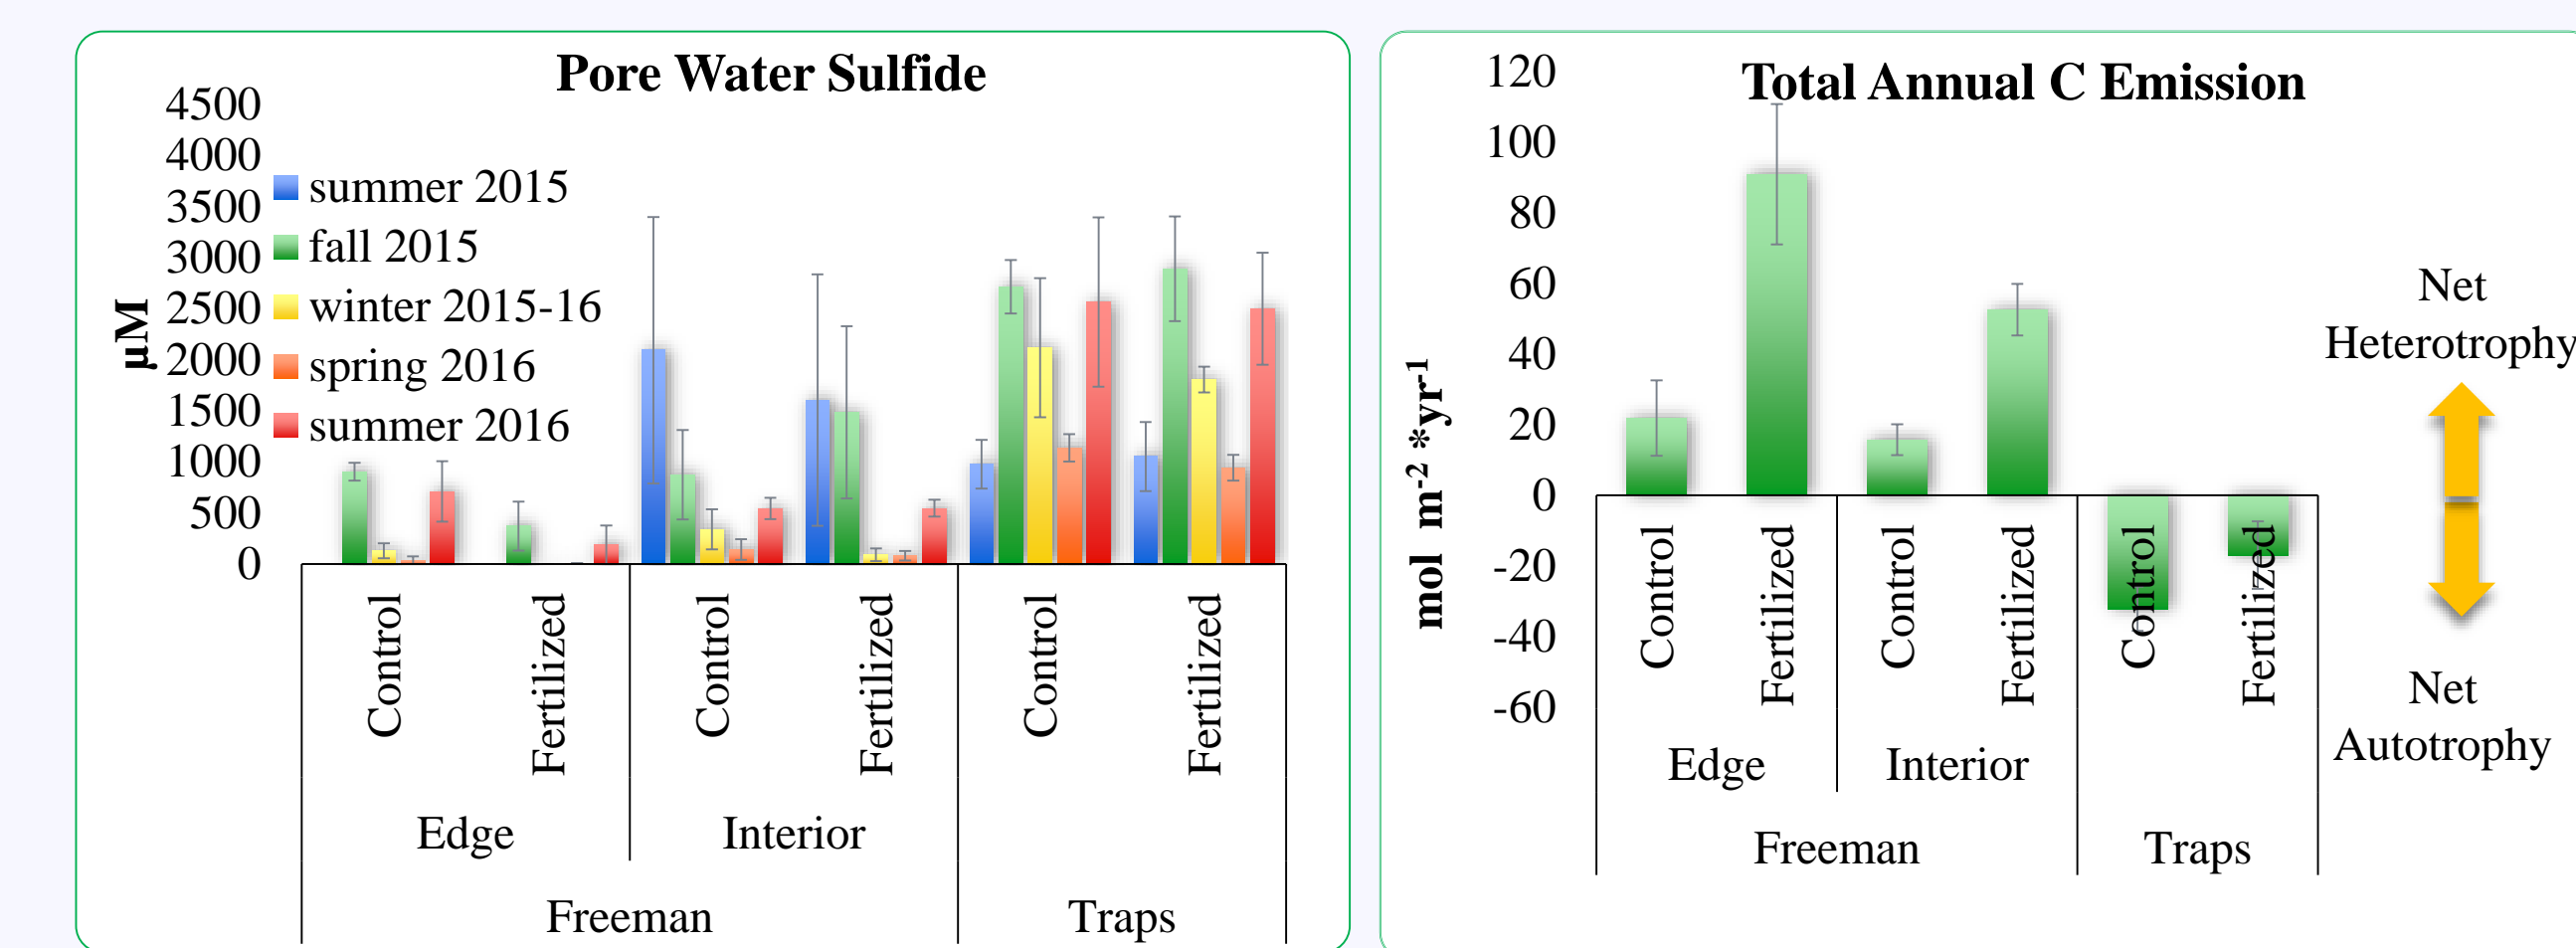 Pore Water Sulfide
4500
4000
3500
3000
2500
2000
1500
1000
500
0
µM
summer 2015
fall 2015
winter 2015-16
spring 2016
summer 2016
Control
Fertilized
Control
Fertilized
Control
Fertilized
Edge
Interior
Freeman
Traps
Total Annual C Emission
120
100
80
60
40
20
0
-20
-40
-60
mol m-2 *yr-1
Control
Fertilized
Control
Fertilized
Control
Fertilized
Edge
Interior
Freeman
Traps
Net
Heterotrophy
Net
Autotrophy